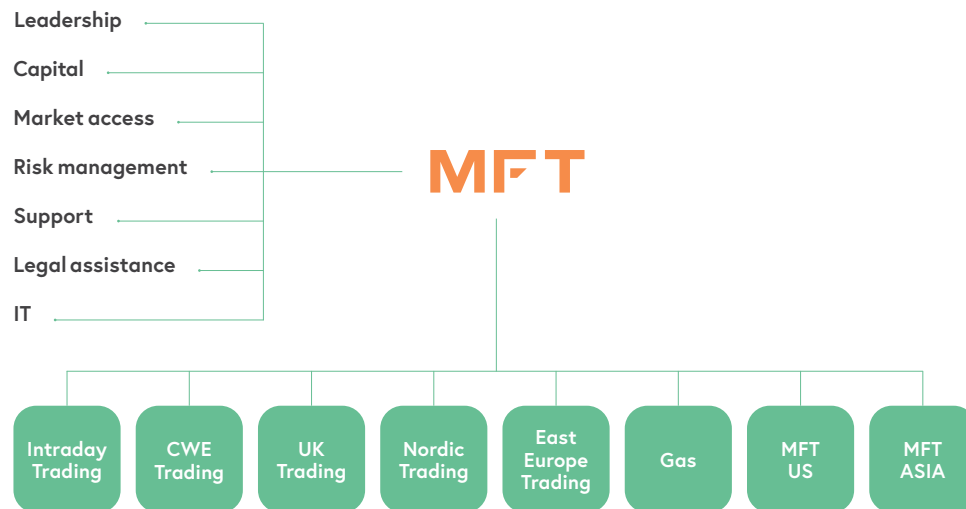 Leadership
Capital
Market access
Risk management
Support
Legal assistance
IT
MFT
Intraday
Trading
CWE
Trading
UK
Trading
Nordic
Trading
East
Europe
Trading
Gas
MFT
US
MFT
ASIA